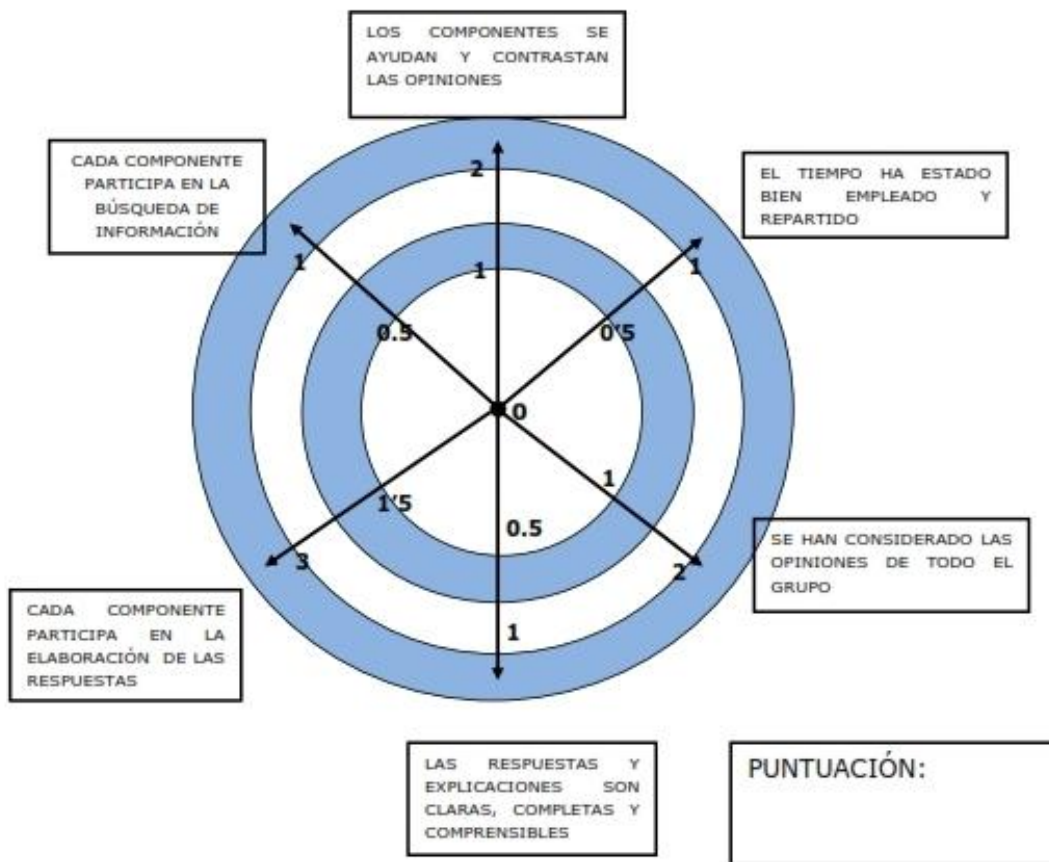 LOS COMPONENTES SE
AYUDAN Y CONTRASTAN
LAS OPINIONES
CADA COMPONENTE
PARTICIPA EN LA
BÚSQUEDA DE
INFORMACIÓN
EL TIEMPO HA ESTADO
BIEN EMPLEADO Y
REPARTIDO
2
1
1
1
0.5
0'5
0
1
1'5
0.5
3
2
1
SE HAN CONSIDERADO LAS
OPINIONES DE TODO EL
GRUPO
CADA COMPONENTE
PARTICIPA EN LA
ELABORACIÓN DE LAS
RESPUESTAS
LAS RESPUESTAS Y
EXPLICACIONES SON
CLARAS, COMPLETAS Y
COMPRENSIBLES
PUNTUACIÓN: